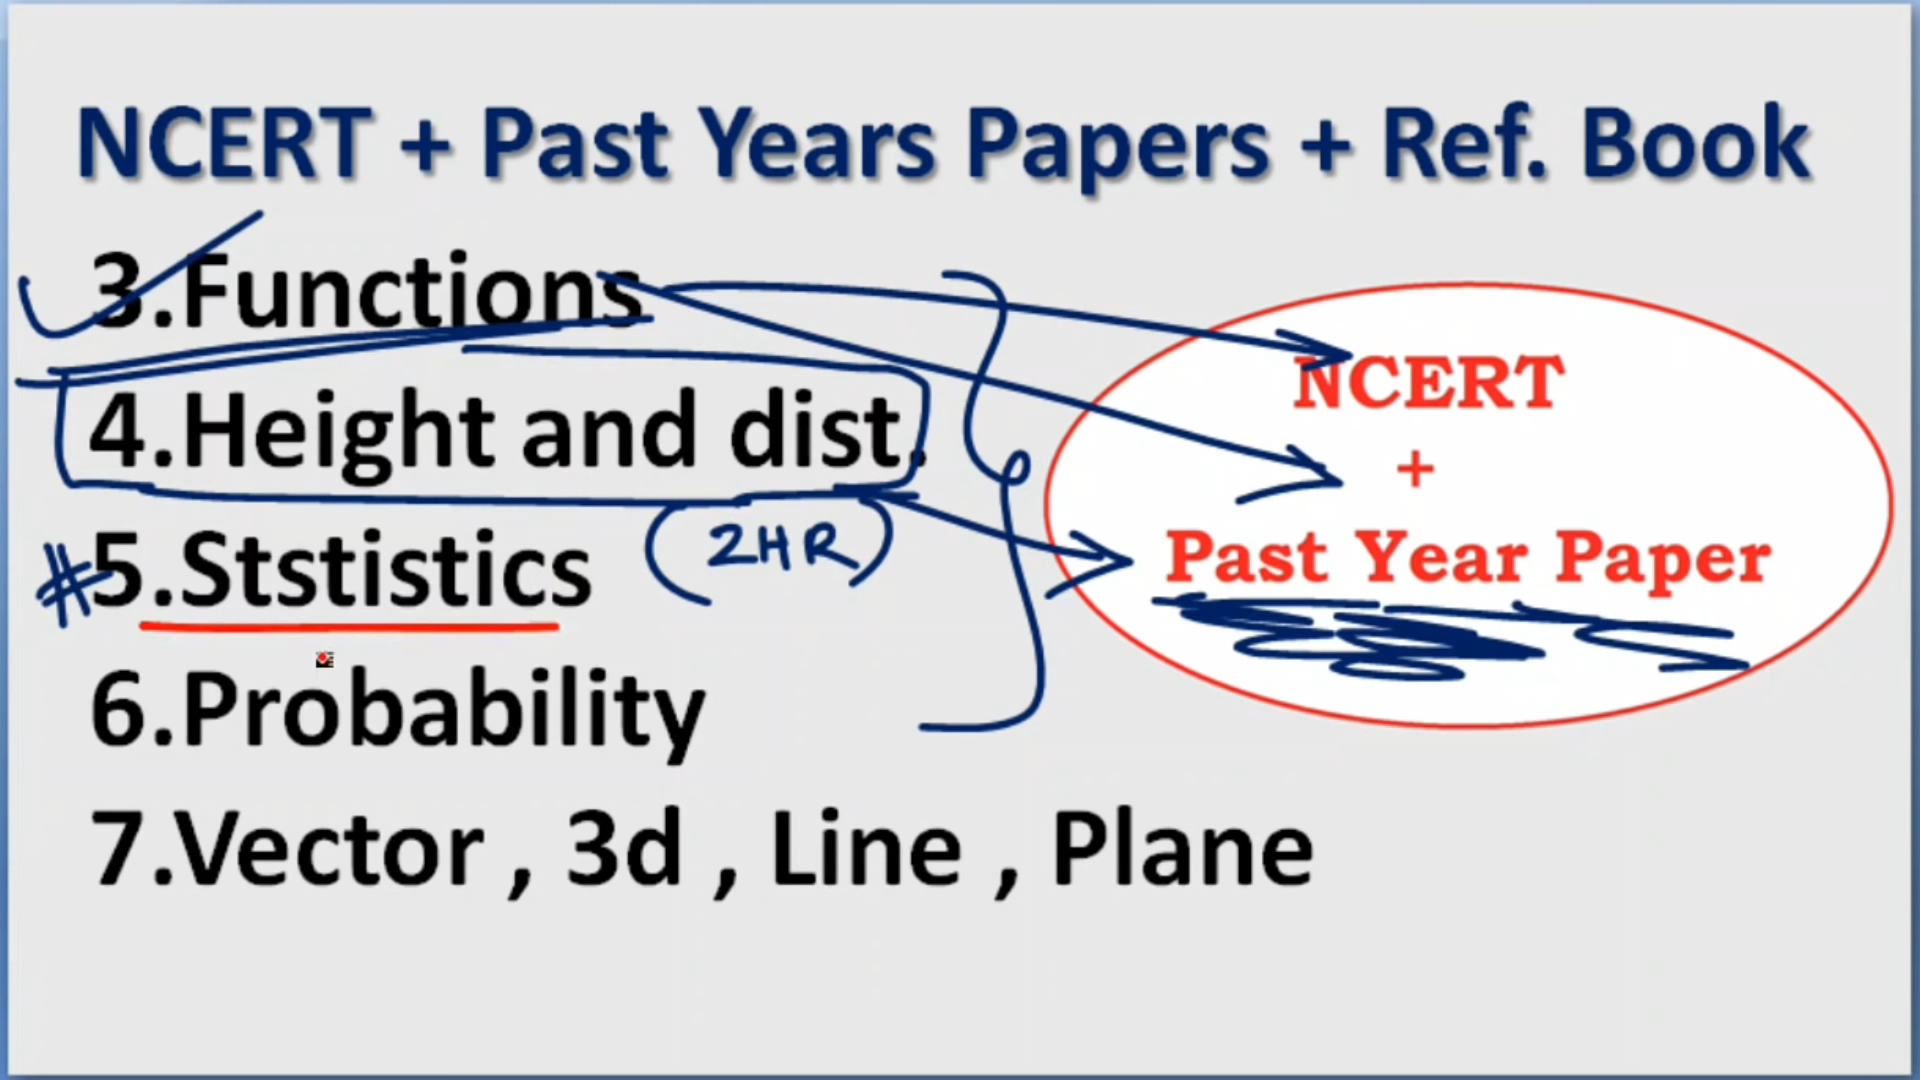 NCERT + Past Years Papers + Ref. Book
3.Functions
4.Height and dist.
#5.Ststistics
(2HR)
6.Probability
7.Vector , 3d , Line , Plane
NCERT
+
Past Year Paper